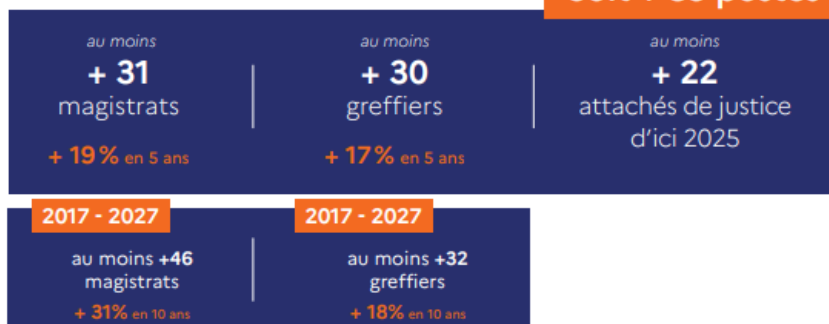 au moins
+ 31
magistrats
+ 19% en 5 ans
au moins
+ 30
greffiers
+ 17% en 5 ans
au moins
+ 22
attachés de justice
d'ici 2025
2017 - 2027
au moins +46
magistrats
+ 31% en 10 ans
2017 - 2027
au moins +32
greffiers
+ 18% en 10 ans